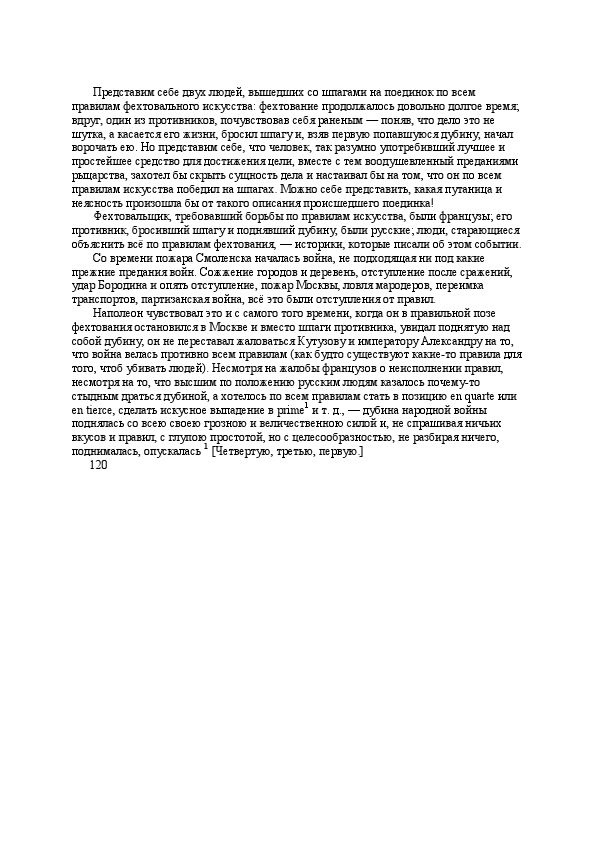 Представим себе двух людей, вышедших со шпагами на поединок по всем
правилам фехтовального искусства: фехтование продолжалось довольно долгое время;
вдруг, один из противников, почувствовав себя раненым — поняв, что дело это не
шутка, а касается его жизни, бросил шпагу и, взяв первую попавшуюся дубину, начал
ворочать ею. Но представим себе, что человек, так разумно употребивший лучшее и
простейшее средство для достижения цели, вместе с тем воодушевленный преданиями
рыцарства, захотел бы скрыть сущность дела и настаивал бы на том, что он по всем
правилам искусства победил на шпагах. Можно себе представить, какая путаница и
неясность произошла бы от такого описания происшедшего поединка!
Фехтовальщик, требовавший борьбы по правилам искусства, были французы; его
противник, бросивший шпагу и поднявший дубину, были русские; люди, старающиеся
объяснить всё по правилам фехтования, — историки, которые писали об этом событии.
Со времени пожара Смоленска началась война, не подходящая ни под какие
прежние предания войн. Сожжение городов и деревень, отступление после сражений,
удар Бородина и опять отступление, пожар Москвы, ловля мародеров, переимка
транспортов, партизанская война, всё это были отступления от правил.
Наполеон чувствовал это и с самого того времени, когда он в правильной позе
фехтования остановился в Москве и вместо шпаги противника, увидал поднятую над
собой дубину, он не переставал жаловаться Кутузову и императору Александру на то,
что война велась противно всем правилам (как будто существуют какие-то правила для
того, чтоб убивать людей). Несмотря на жалобы французов о неисполнении правил,
несмотря на то, что высшим по положению русским людям казалось почему-то
стыдным драться дубиной, а хотелось по всем правилам стать в позицию en quarte или
en tierce, сделать искусное выпадение в prime¹ и т. д., — дубина народной войны
поднялась со всею своею грозною и величественною силой и, не спрашивая ничьих
вкусов и правил, с глупою простотой, но с целесообразностью, не разбирая ничего,
поднималась, опускалась ¹ [Четвертую, третью, первую.]
120